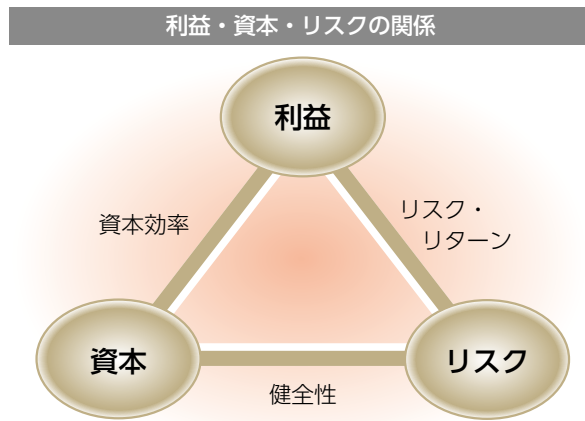 利益・資本・リスクの関係
利益
資本効率
リスク・
リターン
資本
リスク
健全性